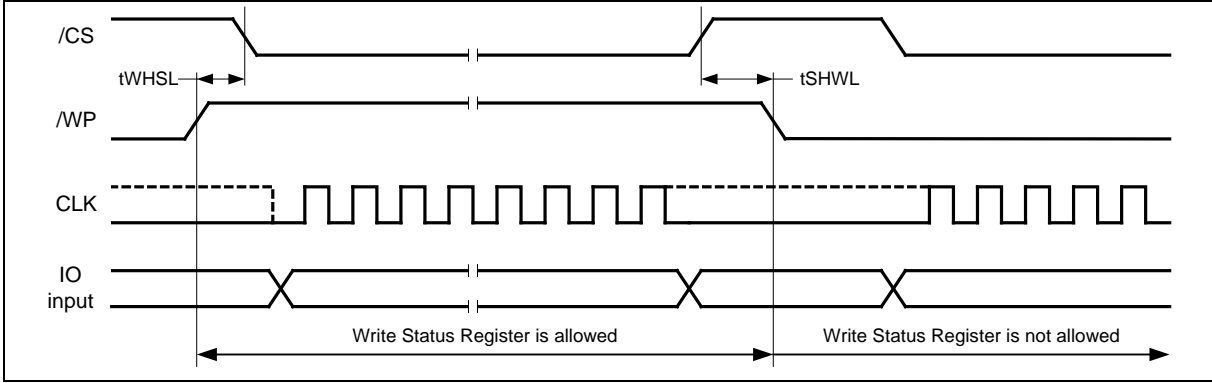 /CS
tWHSL
tSHWL
/WP
CLK
IO
input
Write Status Register is allowed
Write Status Register is not allowed